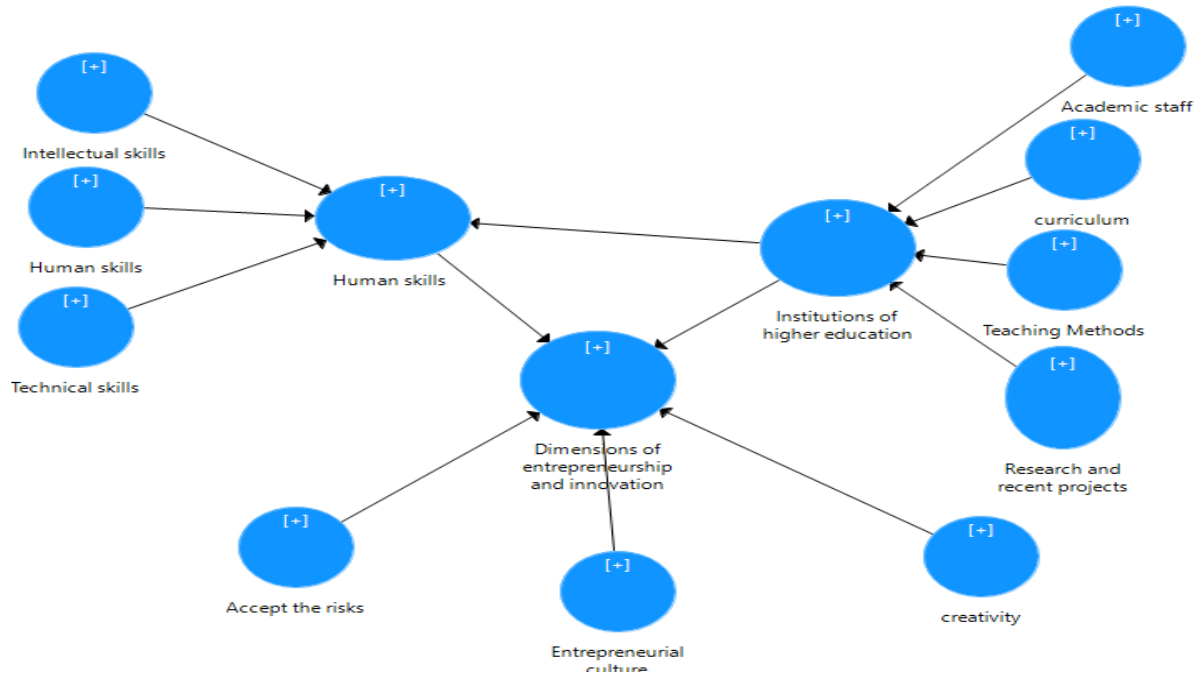 [+]
Academic staff
[+]
Intellectual skills
[+]
curriculum
[+]
Human skills
[+]
Human skills
[+]
Institutions of
higher education
[+]
Teaching Methods
[+]
Technical skills
[+]
Dimensions of
entrepreneurship
and innovation
[+]
Research and
recent projects
[+]
Accept the risks
[+]
Entrepreneurial
culture
[+]
creativity